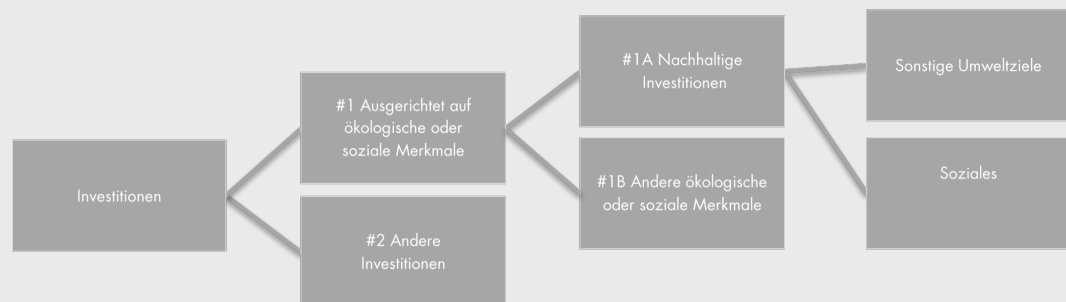 Investitionen
#1 Ausgerichtet auf
ökologische oder
soziale Merkmale
#2 Andere
Investitionen
#1A Nachhaltige
Investitionen
#1B Andere ökologische
oder soziale Merkmale
Sonstige Umweltziele
Soziales